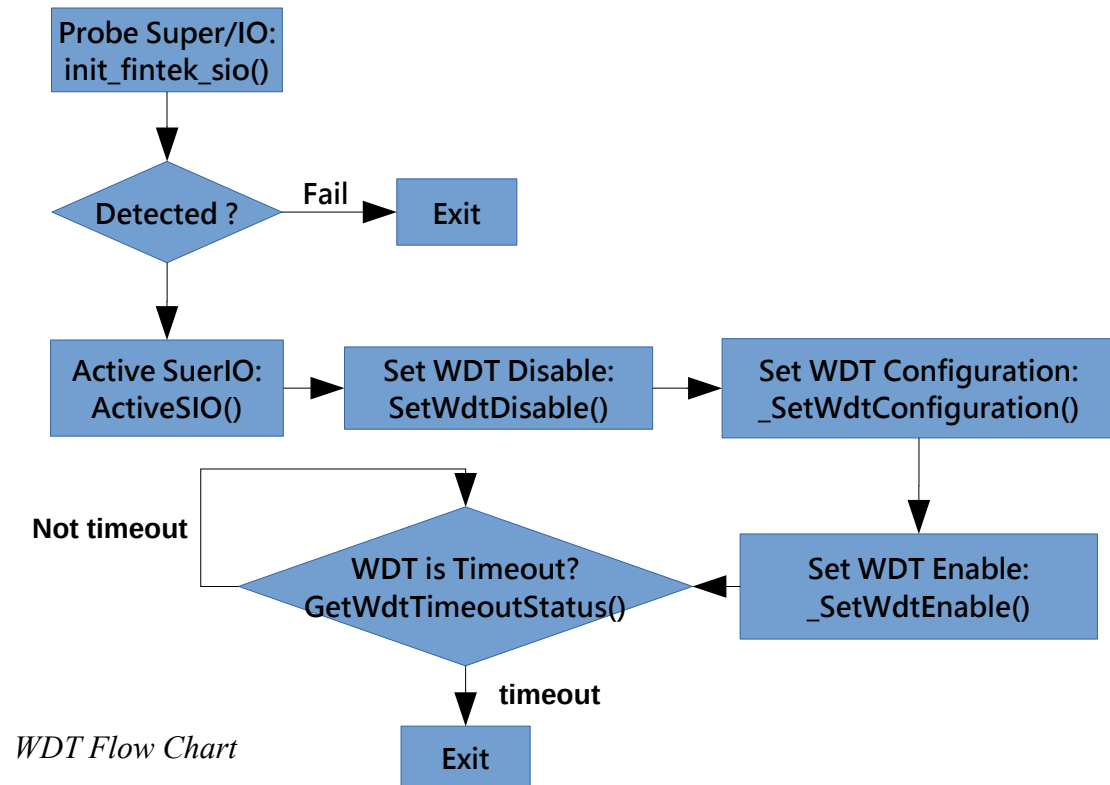 Probe Super/IO:
init_fintek_sio()
Detected ?
Fail
Exit
Active SuerIO:
ActiveSIO()
Set WDT Disable:
SetWdtDisable()
Set WDT Configuration:
_SetWdtConfiguration()
Set WDT Enable:
_SetWdtEnable()
WDT is Timeout?
GetWdtTimeoutStatus()
Not timeout
timeout
Exit
WDT Flow Chart